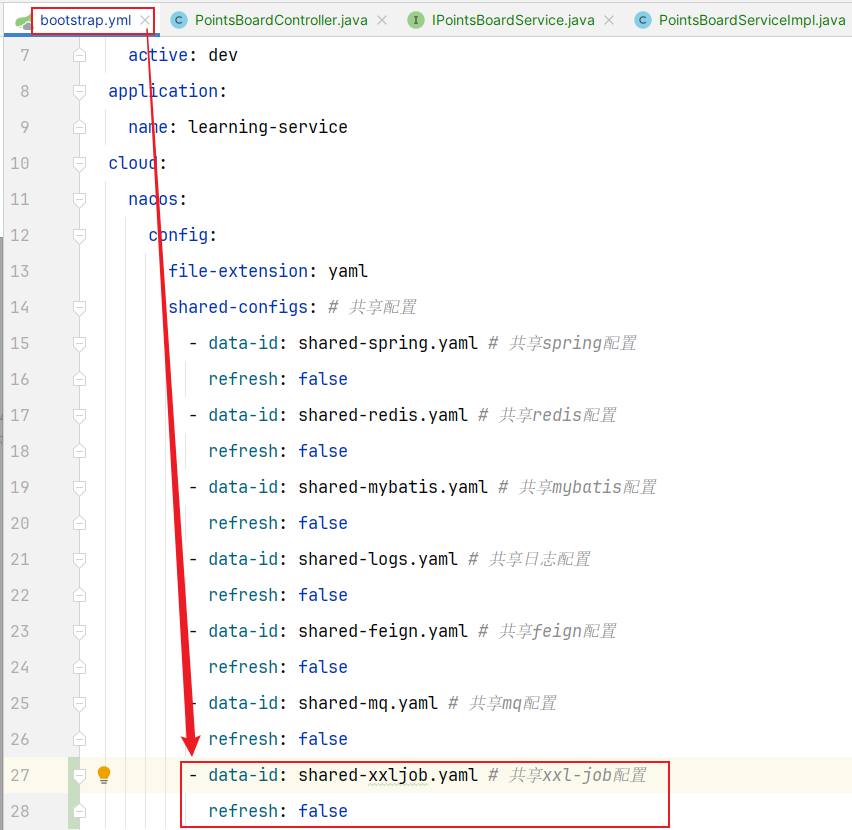 bootstrap.yml PointsBoardController.java IPointsBoardService.java PointsBoardServiceImpl.java
7 active: dev
8 application:
9 name: learning-service
10 cloud:
11 nacos:
12 config:
13 file-extension: yaml
14 shared-configs: # 共享配置
15 - data-id: shared-spring.yaml # 共享spring配置
16 refresh: false
17 - data-id: shared-redis.yaml # 共享redis配置
18 refresh: false
19 - data-id: shared-mybatis.yaml # 共享mybatis配置
20 refresh: false
21 - data-id: shared-logs.yaml # 共享日志配置
22 refresh: false
23 - data-id: shared-feign.yaml # 共享feign配置
24 refresh: false
25 - data-id: shared-mq.yaml # 共享mq配置
26 refresh: false
27 - data-id: shared-xxljob.yaml # 共享xxl-job配置
28 refresh: false